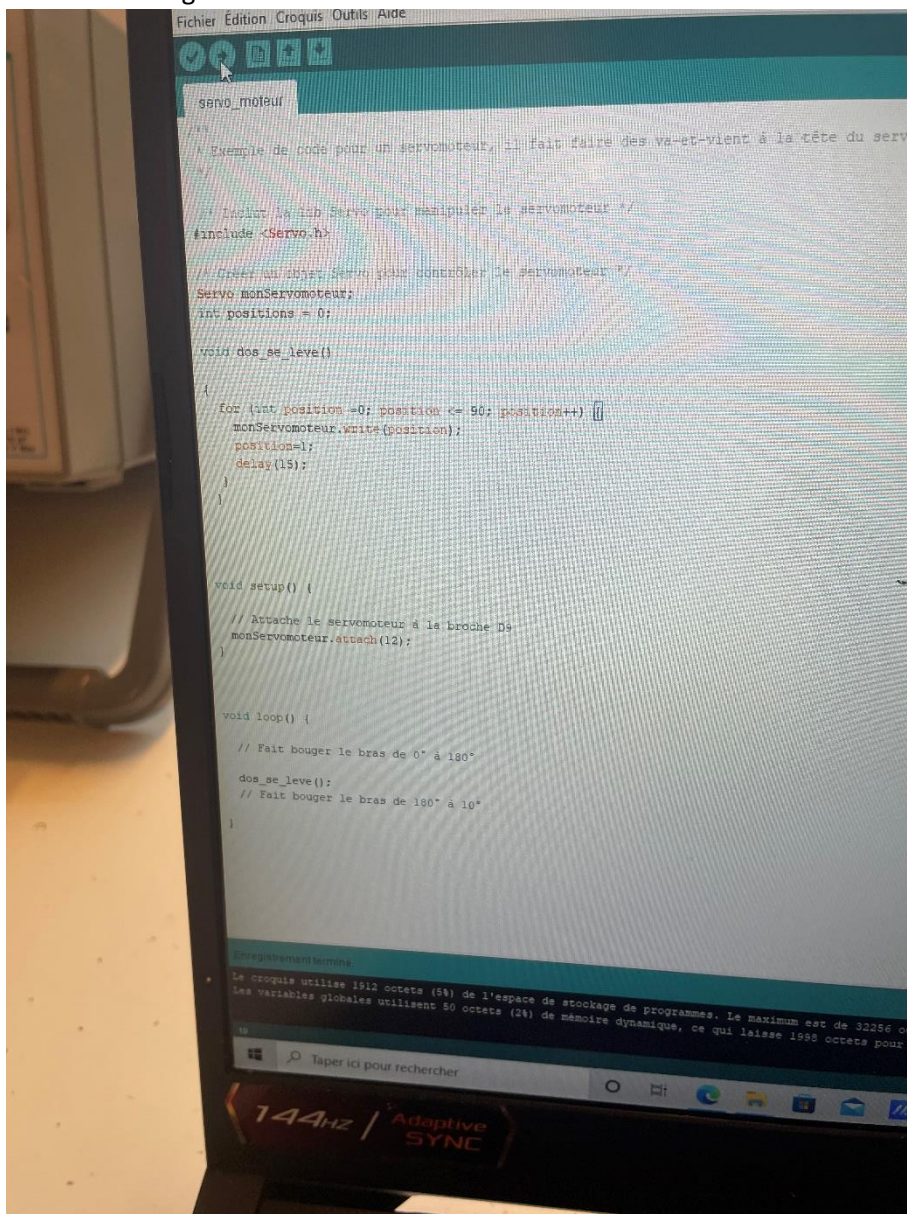 Fichier Édition Croquis Outils Aide
servo_moteur
/**
* Exemple de code pour un servomoteur, il fait faire des va-et-vient à la tête du serv
*/
/* Inclut la lib Servo pour manipuler le servomoteur */
#include <Servo.h>
/* Créer un objet Servo pour contrôler le servomoteur */
Servo monServomoteur;
int positions = 0;
void dos_se_leve()
{
for (int position =0; position <= 90; position++) {
monServomoteur.write(position);
position=1;
delay(15);
}
}
void setup() {
// Attache le servomoteur à la broche D9
monServomoteur.attach(12);
}
void loop() {
// Fait bouger le bras de 0° à 180°
dos_se_leve();
// Fait bouger le bras de 180° à 10°
}
Enregistrement terminé
Le croquis utilise 1912 octets (5%) de l'espace de stockage de programmes. Le maximum est de 32256 o
Les variables globales utilisent 50 octets (2%) de mémoire dynamique, ce qui laisse 1998 octets pour
10
Taper ici pour rechercher
144Hz / Adaptive
SYNC